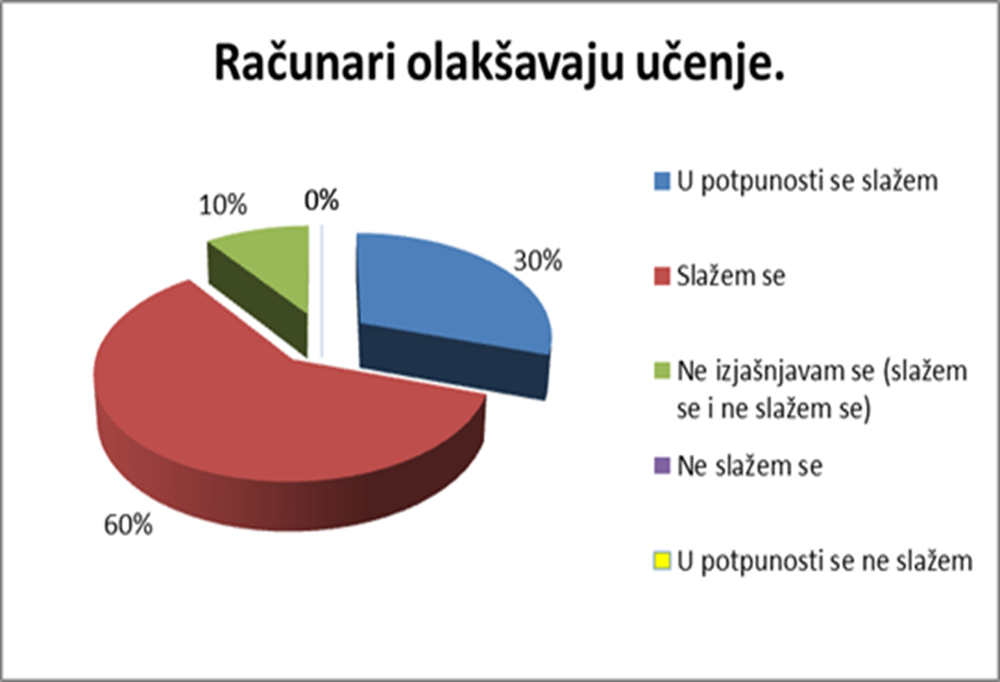 Računari olakšavaju učenje.
10%
0%
30%
60%
U potpunosti se slažem
Slažem se
Ne izjašnjavam se (slažem
se i ne slažem se)
Ne slažem se
U potpunosti se ne slažem